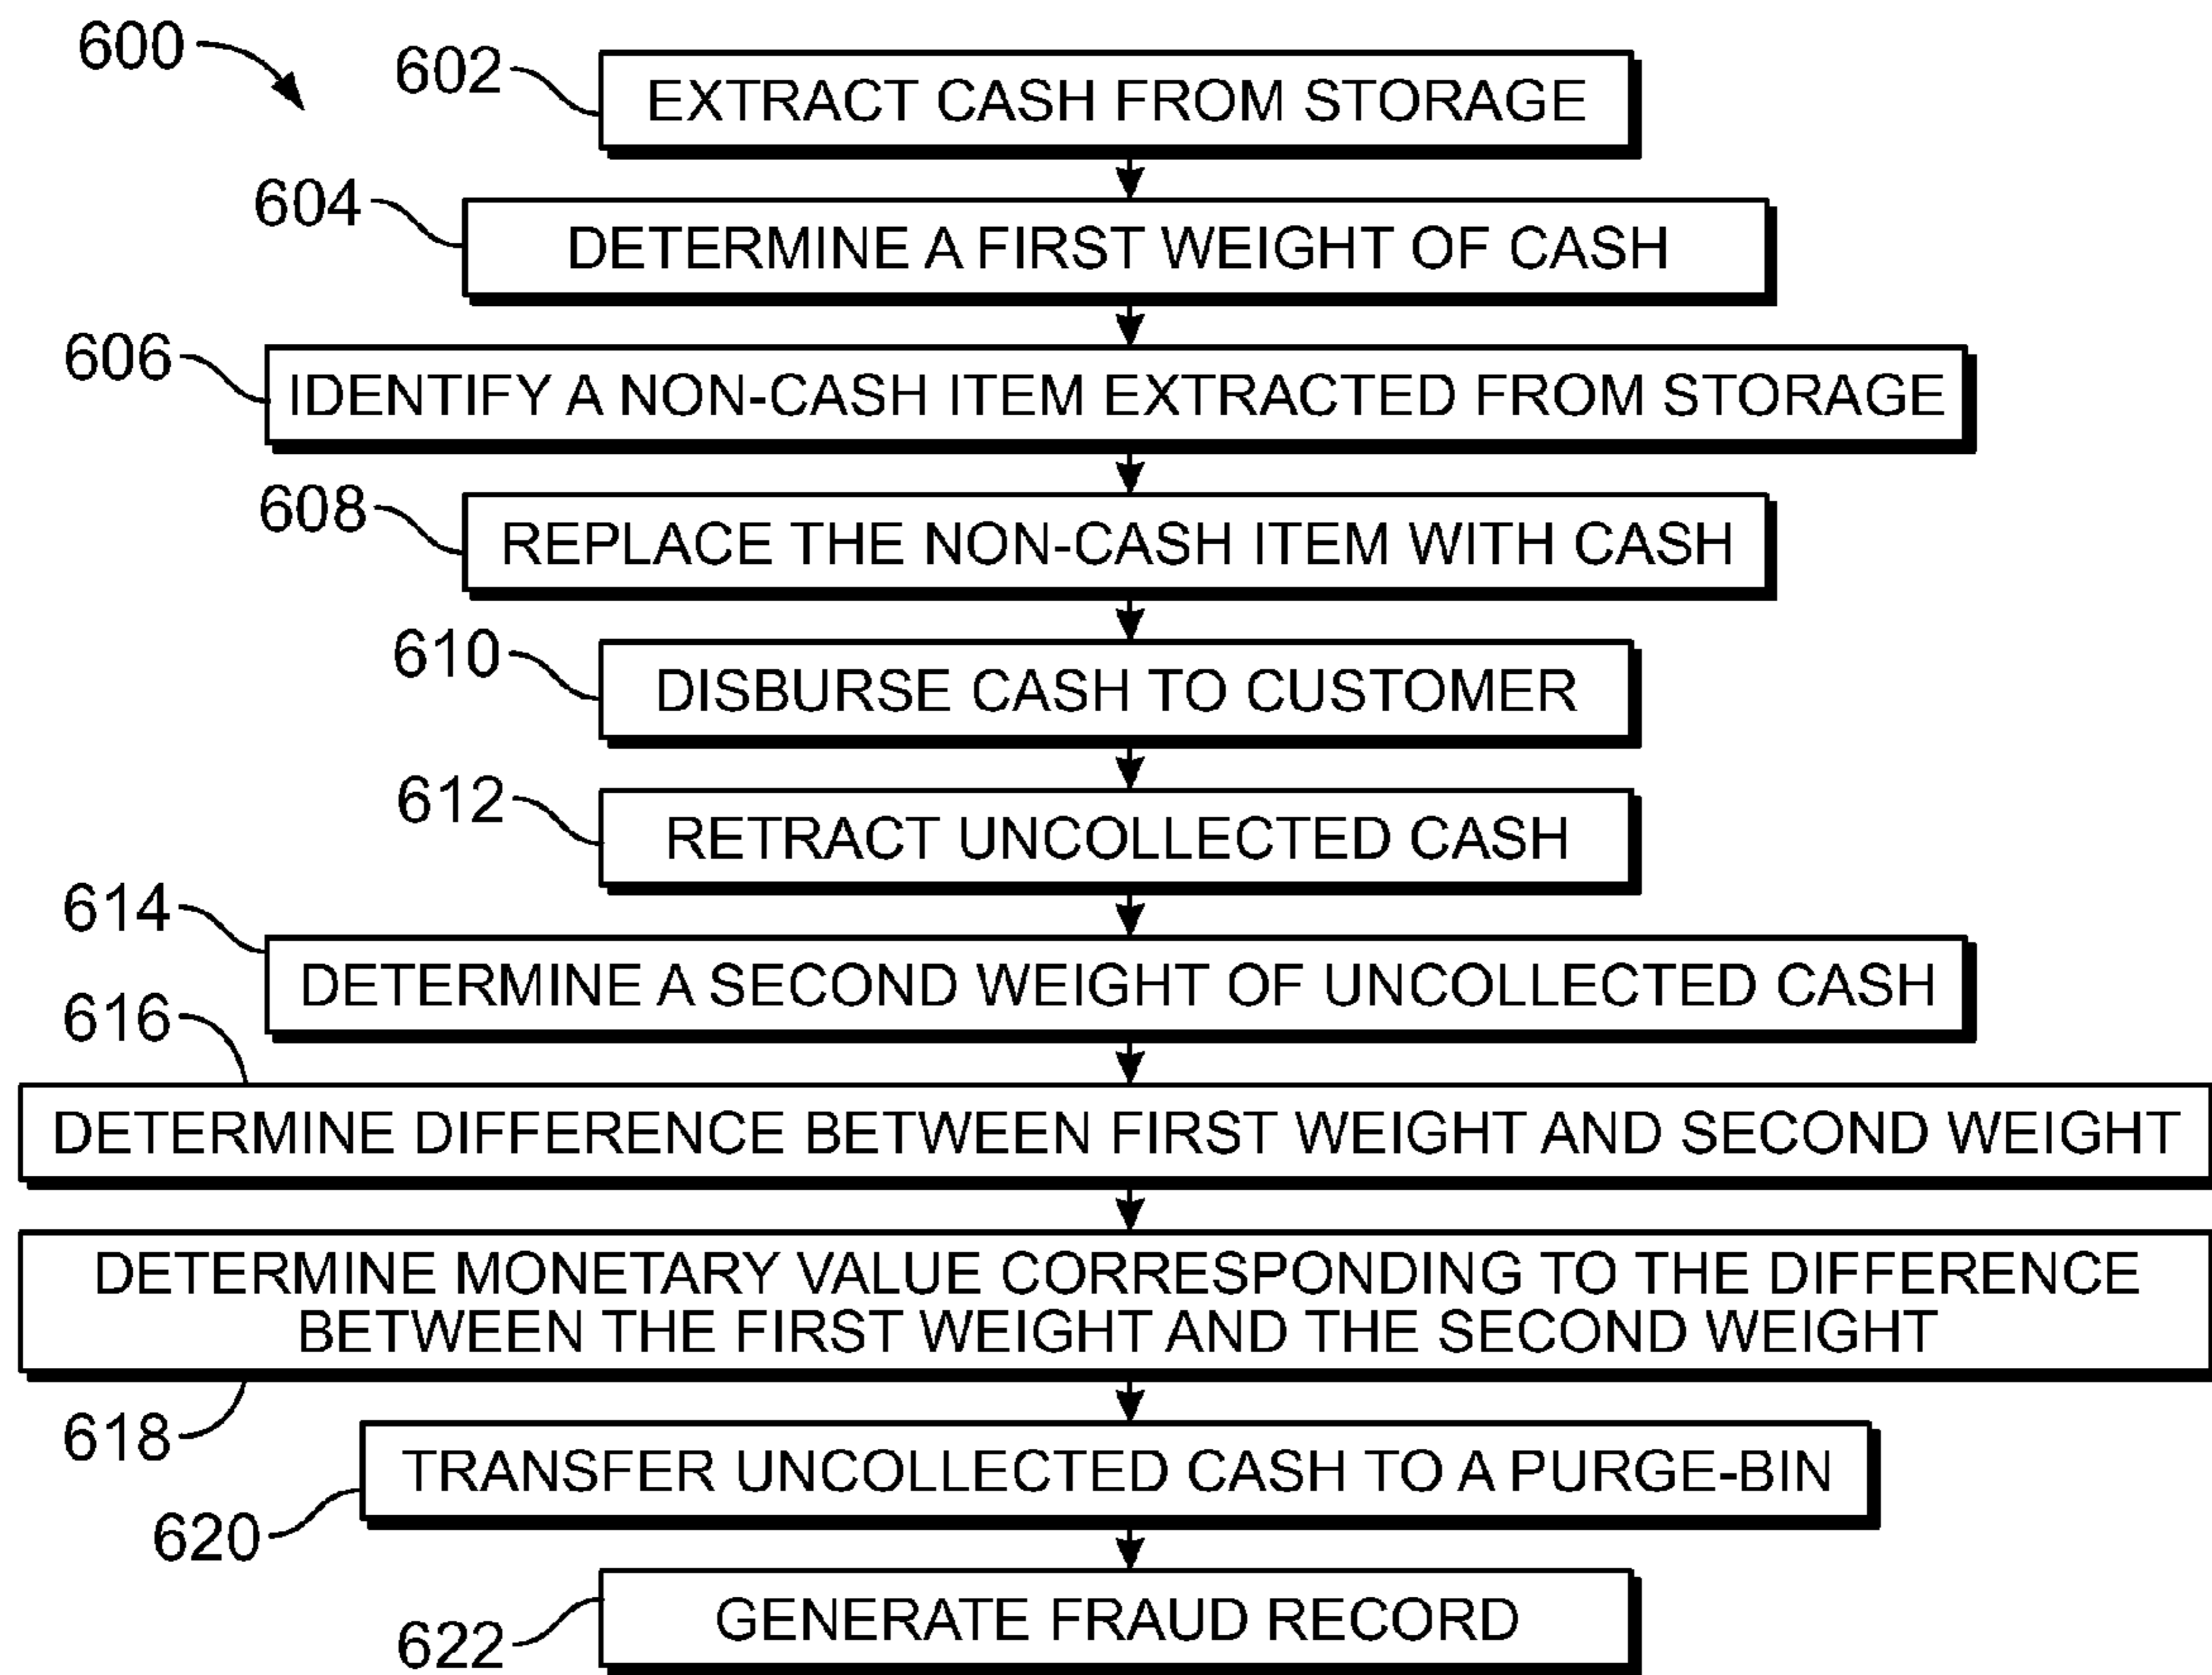 600
602
EXTRACT CASH FROM STORAGE
604
DETERMINE A FIRST WEIGHT OF CASH
606
IDENTIFY A NON-CASH ITEM EXTRACTED FROM STORAGE
608
REPLACE THE NON-CASH ITEM WITH CASH
610
DISBURSE CASH TO CUSTOMER
612
RETRACT UNCOLLECTED CASH
614
DETERMINE A SECOND WEIGHT OF UNCOLLECTED CASH
616
DETERMINE DIFFERENCE BETWEEN FIRST WEIGHT AND SECOND WEIGHT
DETERMINE MONETARY VALUE CORRESPONDING TO THE DIFFERENCE
BETWEEN THE FIRST WEIGHT AND THE SECOND WEIGHT
618
TRANSFER UNCOLLECTED CASH TO A PURGE-BIN
620
GENERATE FRAUD RECORD
622